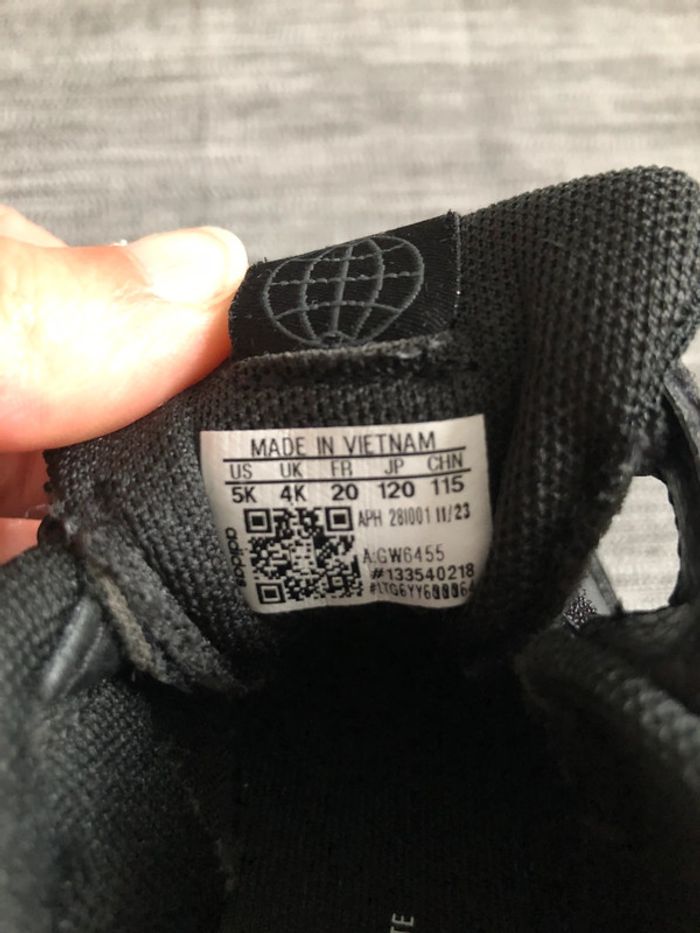 MADE IN VIETNAM
US UK FR JP CHN
5K 4K 20 120 115
APH 281001 11/23
adidas
A:GW6455
#133540218
TE